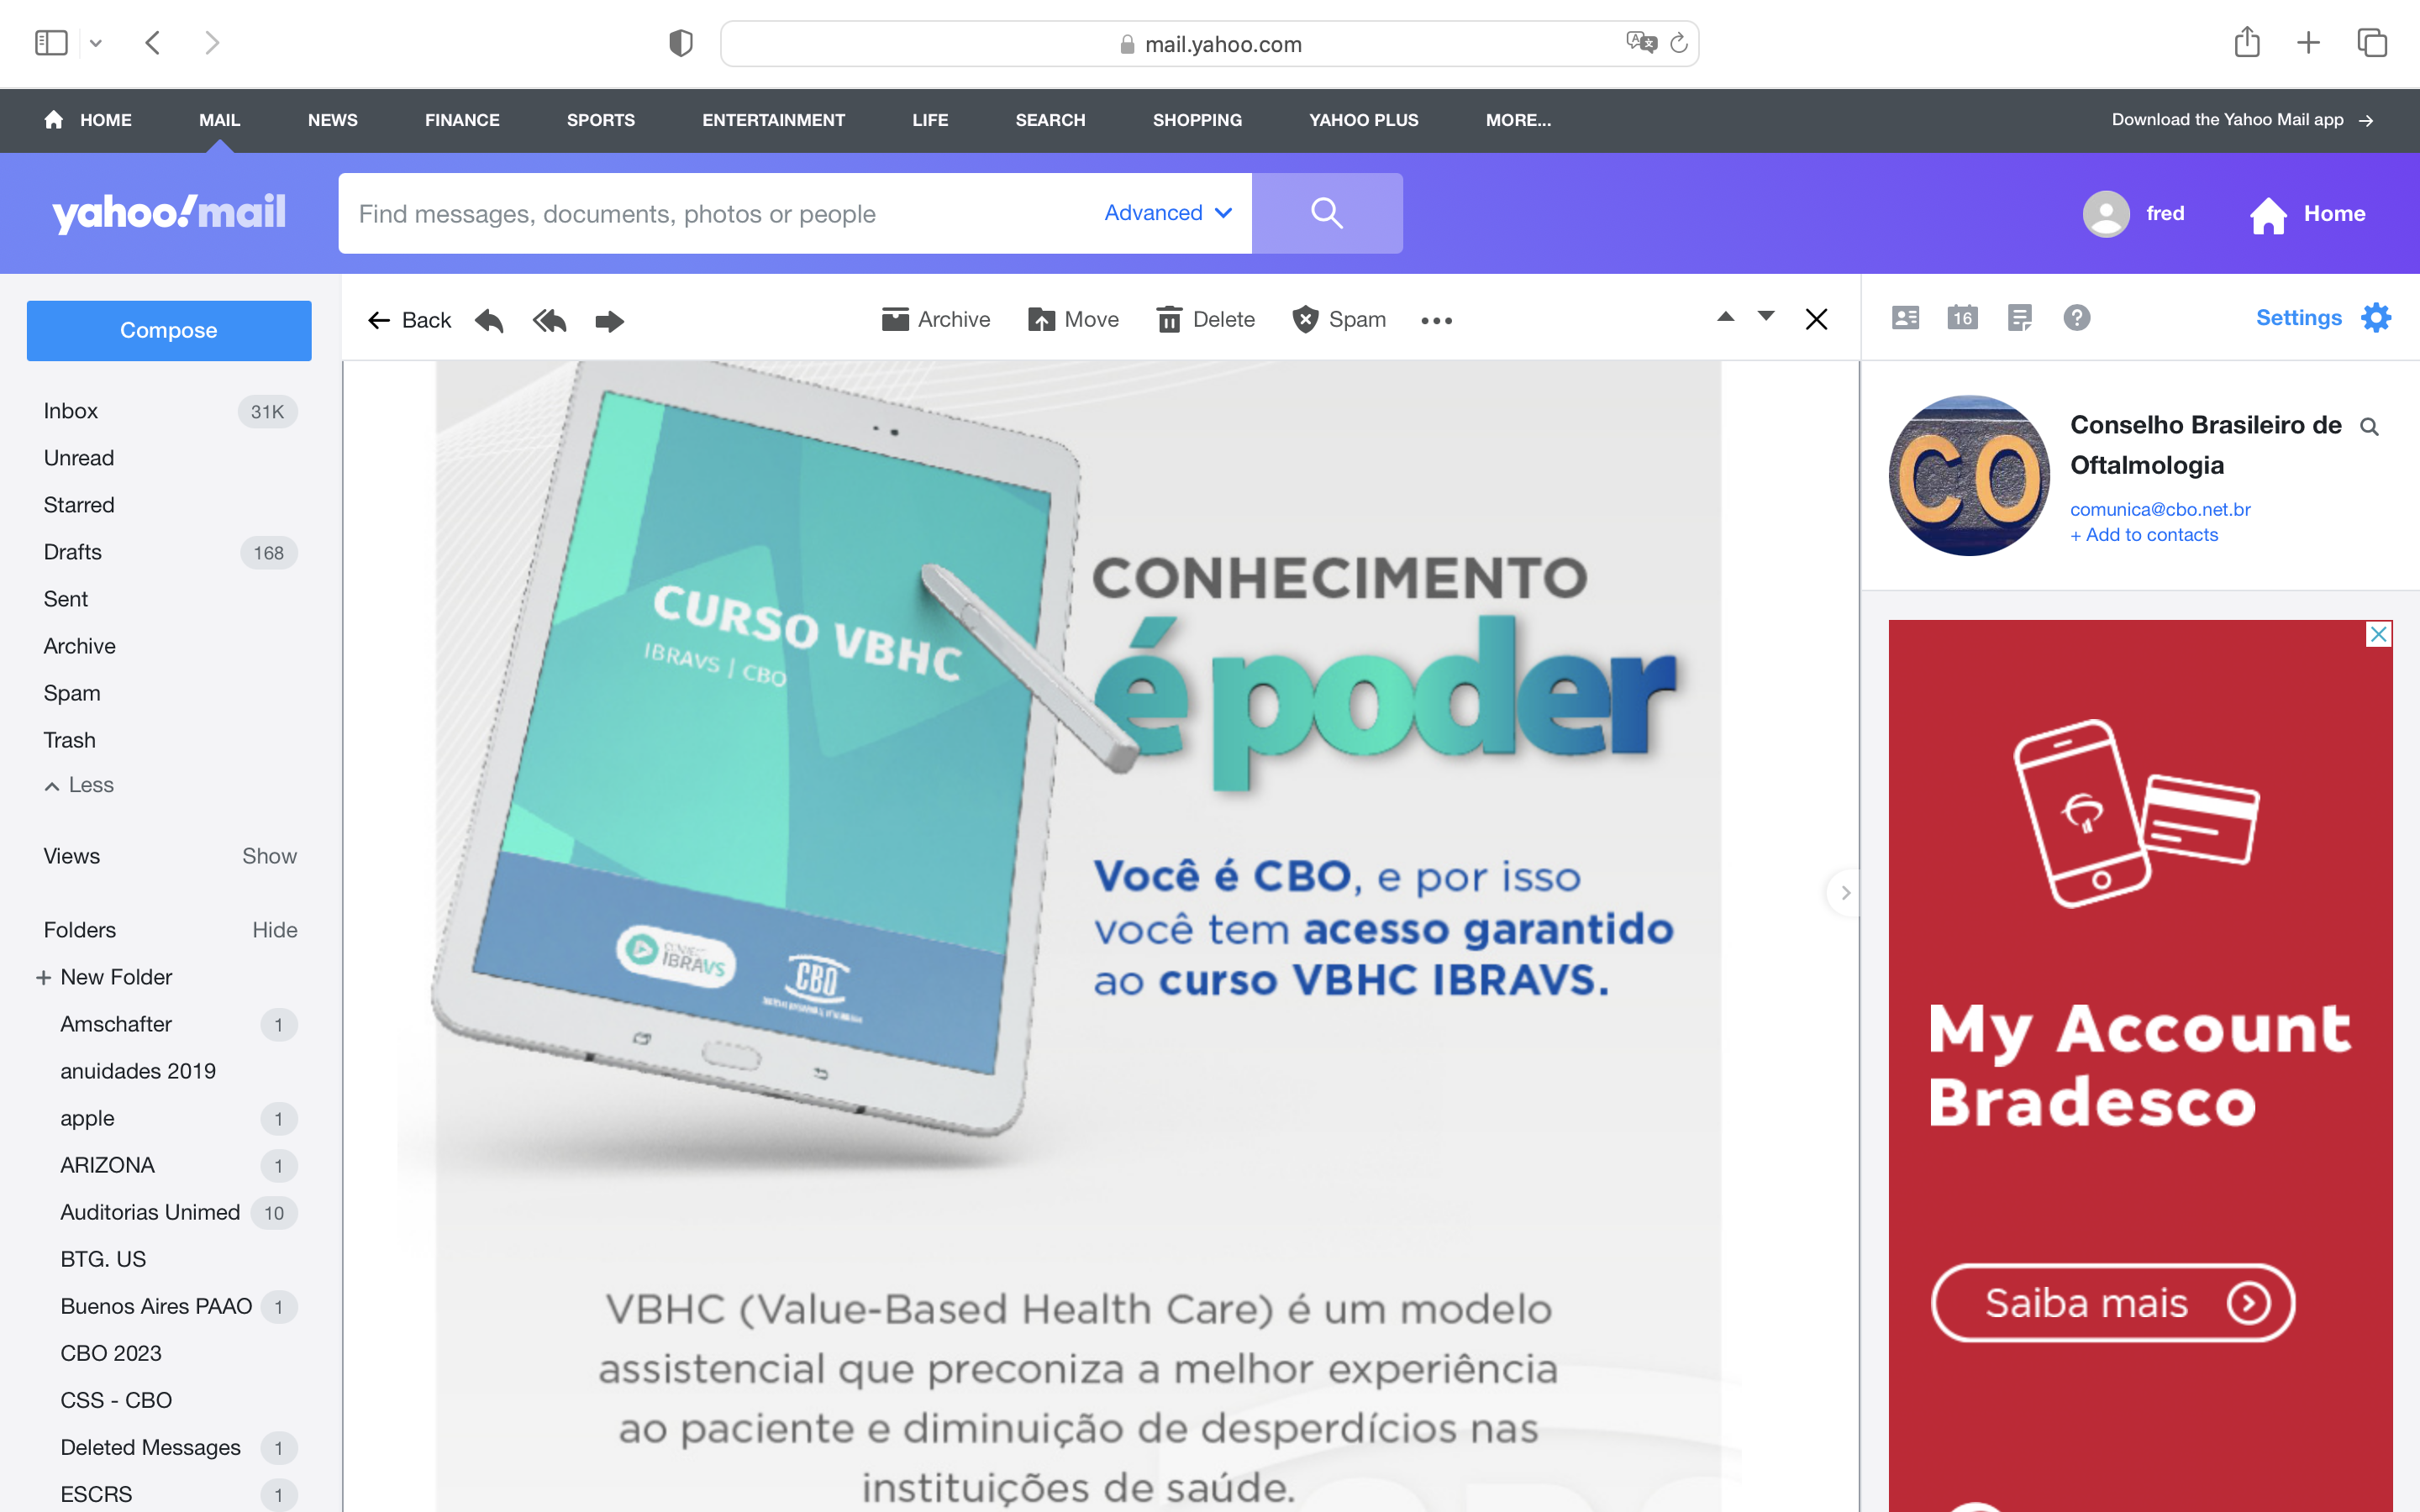 mail.yahoo.com
HOME MAIL NEWS FINANCE SPORTS ENTERTAINMENT LIFE SEARCH SHOPPING YAHOO PLUS MORE... Download the Yahoo Mail app
yahoo!mail
Find messages, documents, photos or people Advanced
fred Home
Compose
Back Archive Move Delete Spam
16 Settings
Inbox 31K
Unread
Starred
Drafts 168
Sent
Archive
Spam
Trash
Less
Views Show
Folders Hide
New Folder
Amschafter 1
anuidades 2019
apple 1
ARIZONA 1
Auditorias Unimed 10
BTG. US
Buenos Aires PAAO 1
CBO 2023
CSS - CBO
Deleted Messages 1
ESCRS 1
CURSO VBHC
IBRAVS | CBO
IBRAVS
CBO
CONHECIMENTO
é poder
Você é CBO, e por isso
você tem acesso garantido
ao curso VBHC IBRAVS.
VBHC (Value-Based Health Care) é um modelo
assistencial que preconiza a melhor experiência
ao paciente e diminuição de desperdícios nas
instituições de saúde.
CO
Conselho Brasileiro de
Oftalmologia
comunica@cbo.net.br
+ Add to contacts
My Account
Bradesco
Saiba mais